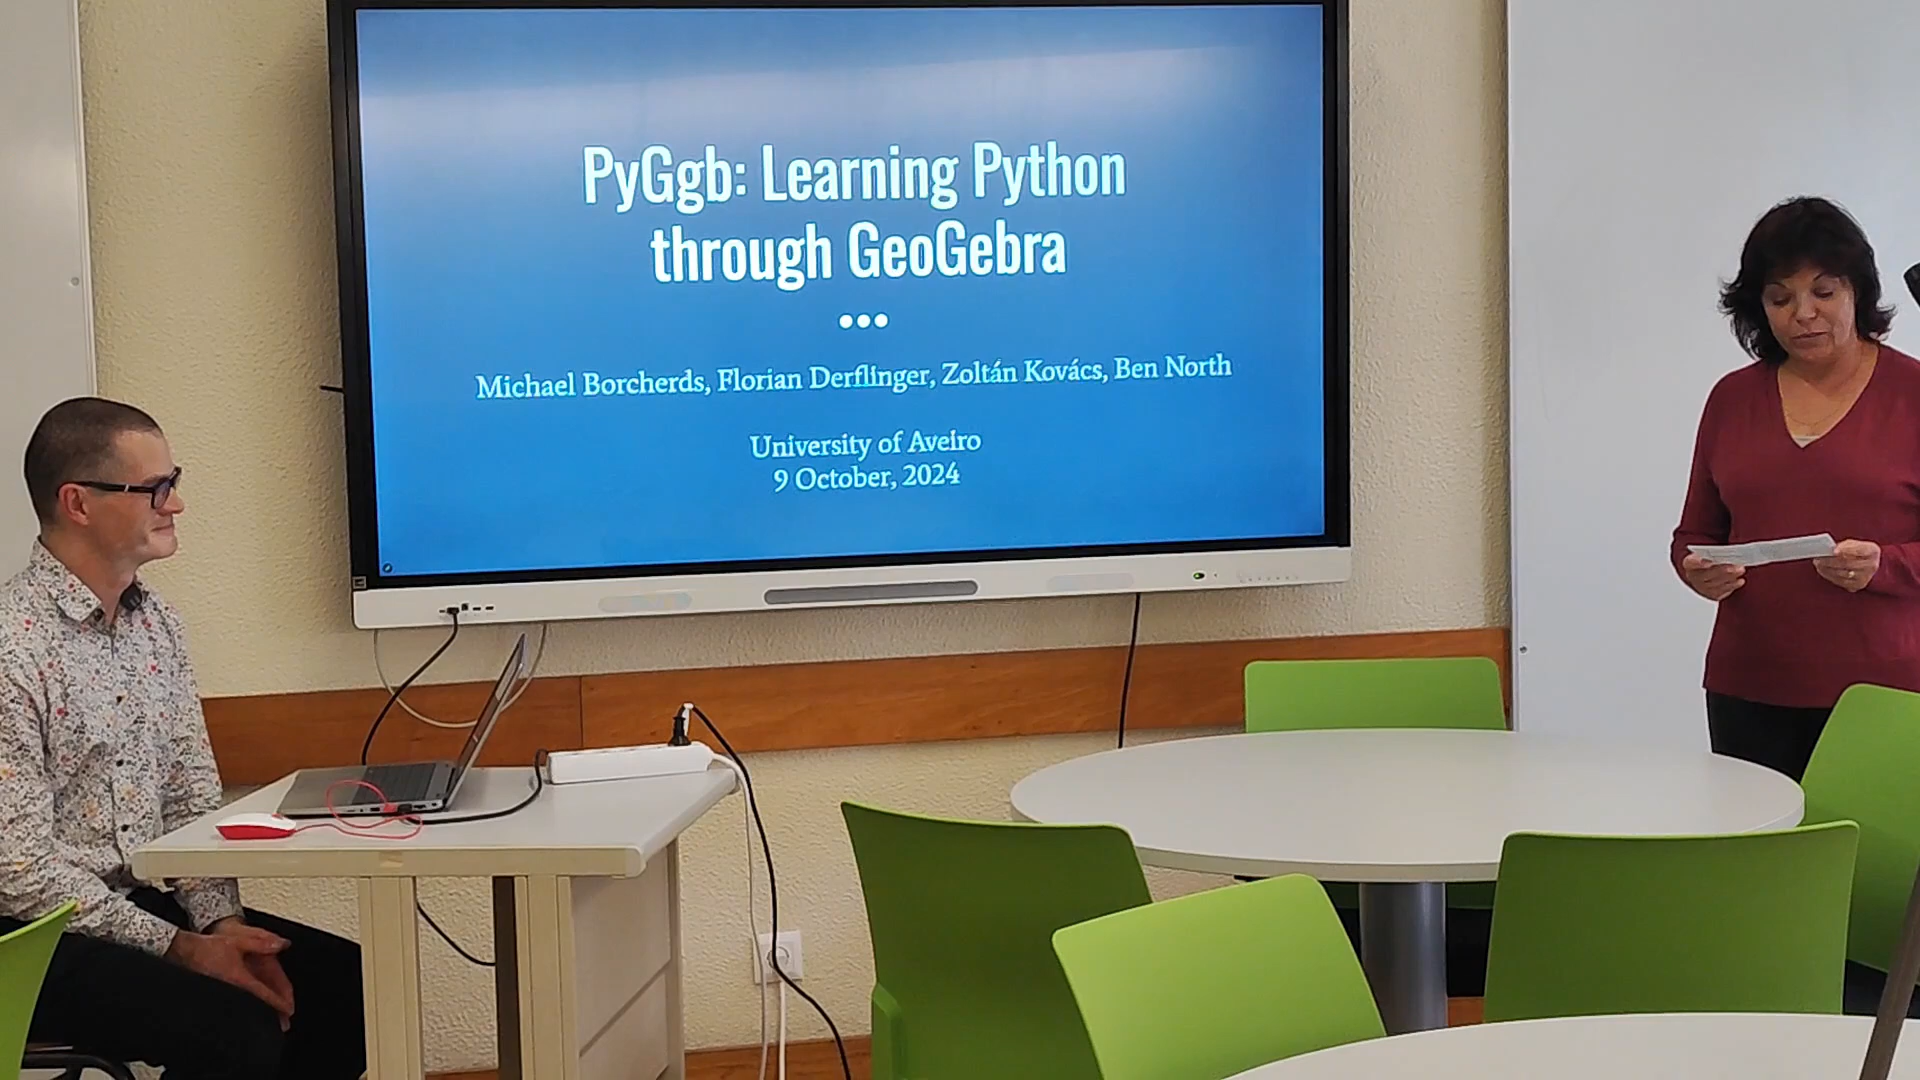 PyGgb: Learning Python
through GeoGebra
Michael Borcherds, Florian Derflinger, Zoltán Kovács, Ben North
University of Aveiro
9 October, 2024